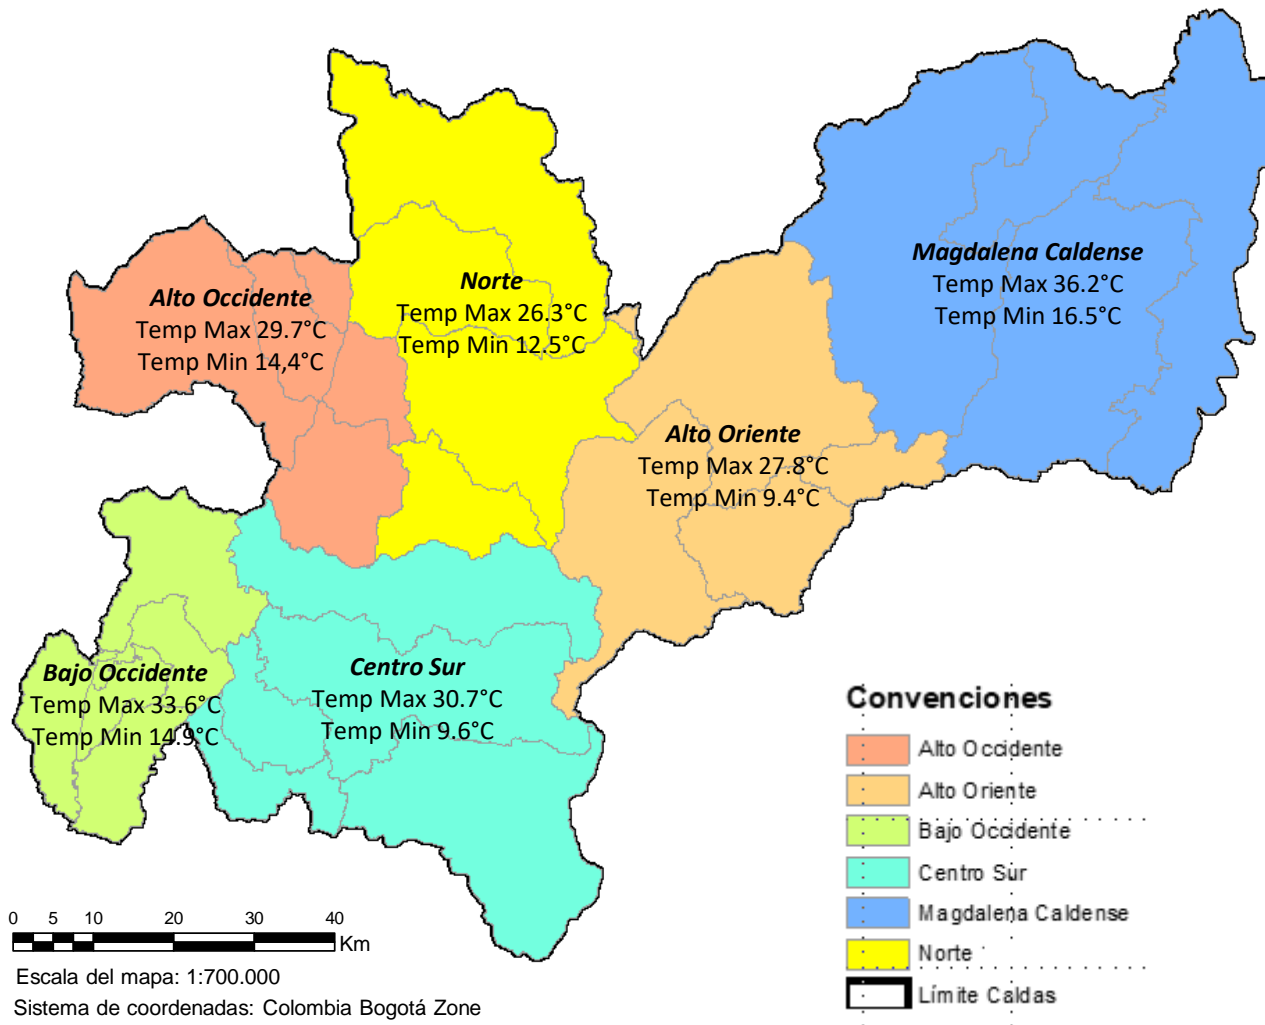 Magdalena Caldense
Temp Max 36.2°C
Temp Min 16.5°C
Norte
Temp Max 26.3°C
Temp Min 12.5°C
Alto Occidente
Temp Max 29.7°C
Temp Min 14,4°C
Alto Oriente
Temp Max 27.8°C
Temp Min 9.4°C
Bajo Occidente
Temp Max 33.6°C
Temp Min 14.9°C
Centro Sur
Temp Max 30.7°C
Temp Min 9.6°C
Convenciones
Alto Occidente
Alto Oriente
Bajo Occidente
Centro Sur
Magdalena Caldense
Norte
Límite Caldas
0 5 10 20 30 40
Km
Escala del mapa: 1:700.000
Sistema de coordenadas: Colombia Bogotá Zone